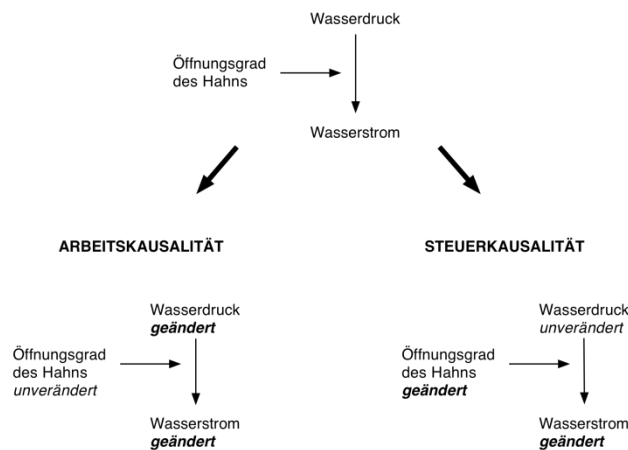 Wasserdruck
Öffnungsgrad
des Hahns
Wasserstrom
ARBEITSKAUSALITÄT
STEUERKAUSALITÄT
Wasserdruck
geändert
Öffnungsgrad
des Hahns
unverändert
Wasserstrom
geändert
Wasserdruck
unverändert
Öffnungsgrad
des Hahns
geändert
Wasserstrom
geändert